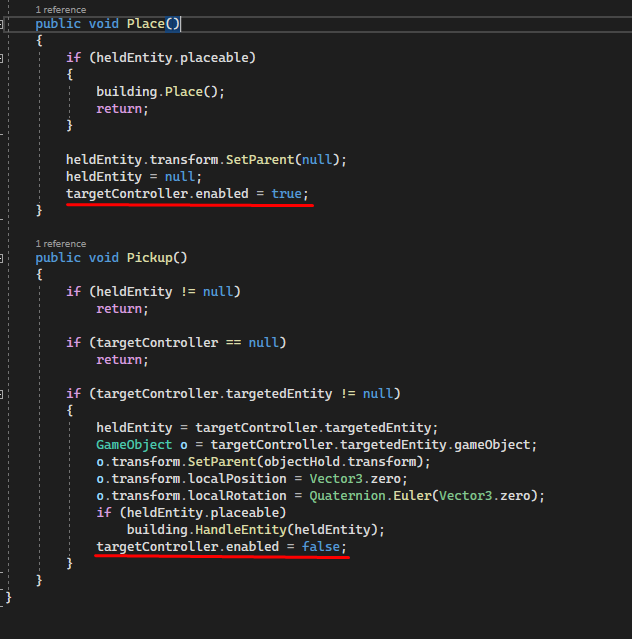 1 reference
public void Place()
{
if (heldEntity.placeable)
{
building.Place();
return;
}
heldEntity.transform.SetParent(null);
heldEntity = null;
targetController.enabled = true;
}
1 reference
public void Pickup()
{
if (heldEntity != null)
return;
if (targetController == null)
return;
if (targetController.targetedEntity != null)
{
heldEntity = targetController.targetedEntity;
GameObject o = targetController.targetedEntity.gameObject;
o.transform.SetParent(objectHold.transform);
o.transform.localPosition = Vector3.zero;
o.transform.localRotation = Quaternion.Euler(Vector3.zero);
if (heldEntity.placeable)
building.HandleEntity(heldEntity);
targetController.enabled = false;
}
}
}